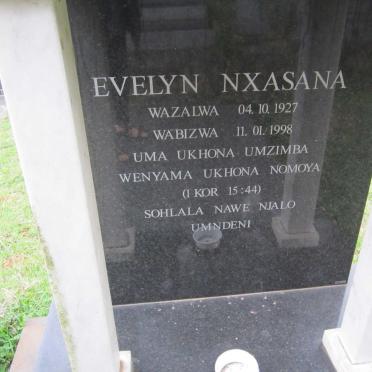 EVELYN NXASANA
WAZALWA 04.10.1927
WABIZWA 11.01.1998
UMA UKHONA UMZIMBA
WENYAMA UKHONA NOMOYA
(1 KOR 15:44)
SOHLALA NAWE NJALO
UMNDENI